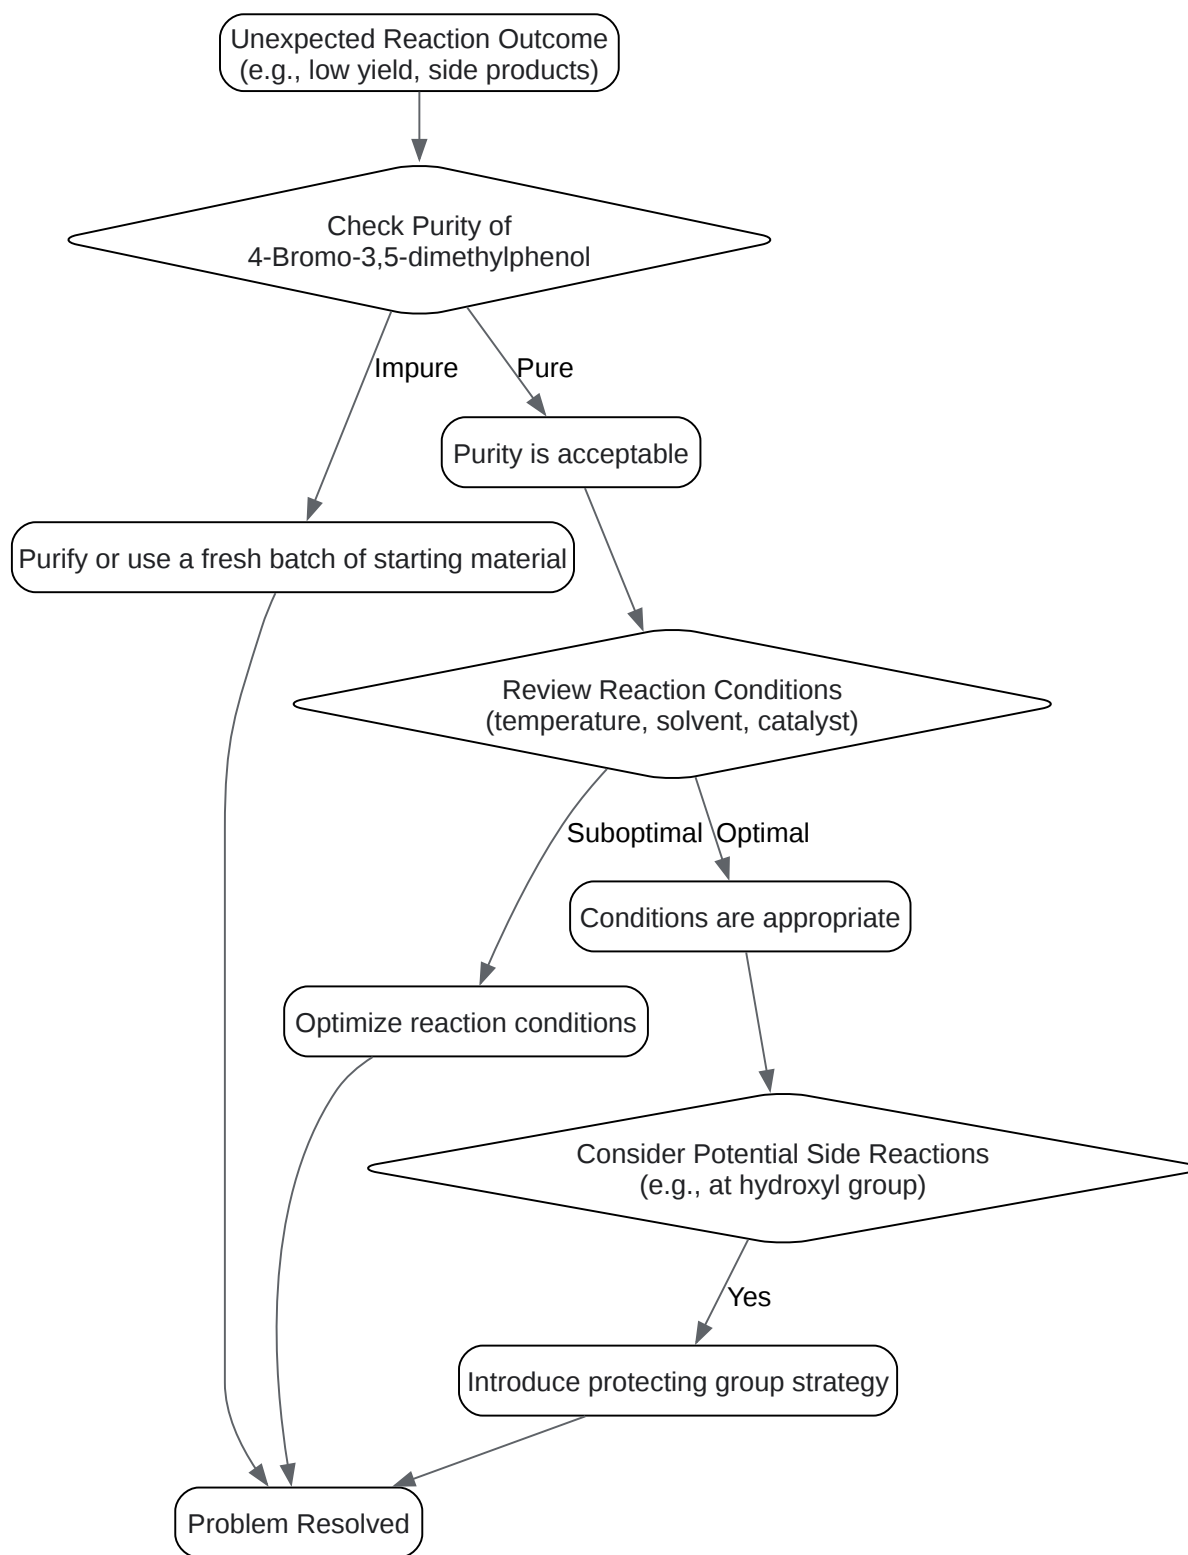 Unexpected Reaction Outcome
(e.g., low yield, side products)
Check Purity of
4-Bromo-3,5-dimethylphenol
Impure
Pure
Purity is acceptable
Purify or use a fresh batch of starting material
Review Reaction Conditions
(temperature, solvent, catalyst)
Suboptimal
Optimal
Conditions are appropriate
Optimize reaction conditions
Consider Potential Side Reactions
(e.g., at hydroxyl group)
Yes
Introduce protecting group strategy
Problem Resolved